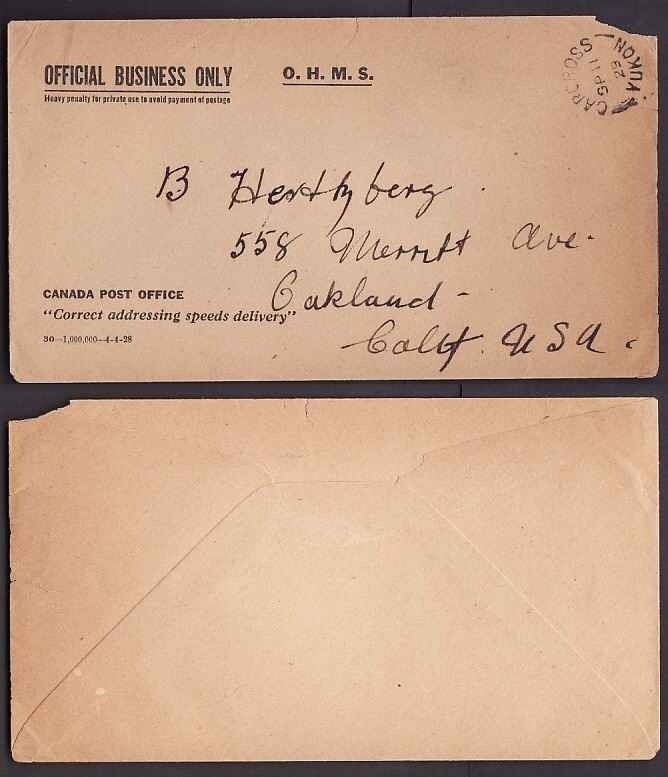 OFFICIAL BUSINESS ONLY
Heavy penalty for private use to avoid payment of postage
O. H. M. S.
CARCROSS
SP 11
29
YUKON
B
558 Merritt Ave.
Oakland -
Calif. USA.
CANADA POST OFFICE
"Correct addressing speeds delivery"
30—1,000,000—4-4-28